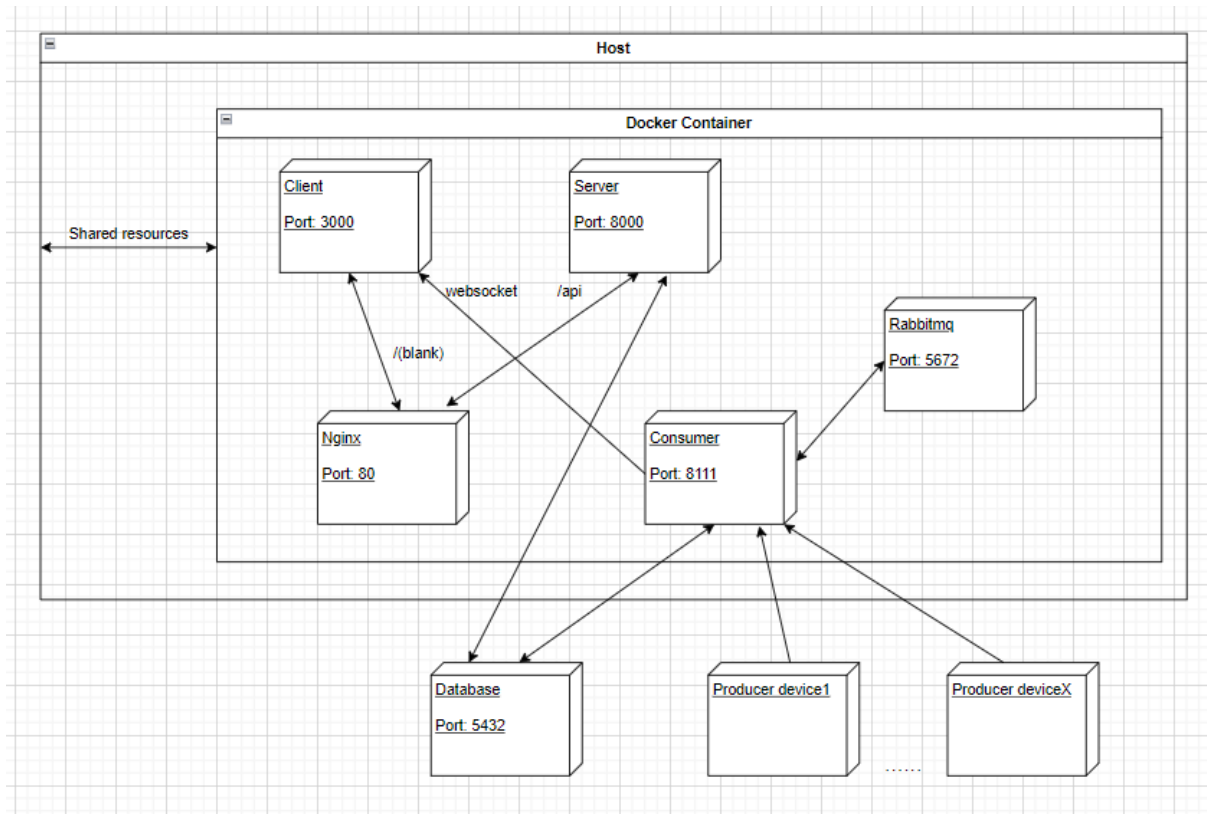 Host
Docker Container
Client
Port: 3000
Server
Port: 8000
Shared resources
websocket
/api
Rabbitmq
Port: 5672
/(blank)
Nginx
Port: 80
Consumer
Port: 8111
Database
Port: 5432
Producer device1
......
Producer deviceX